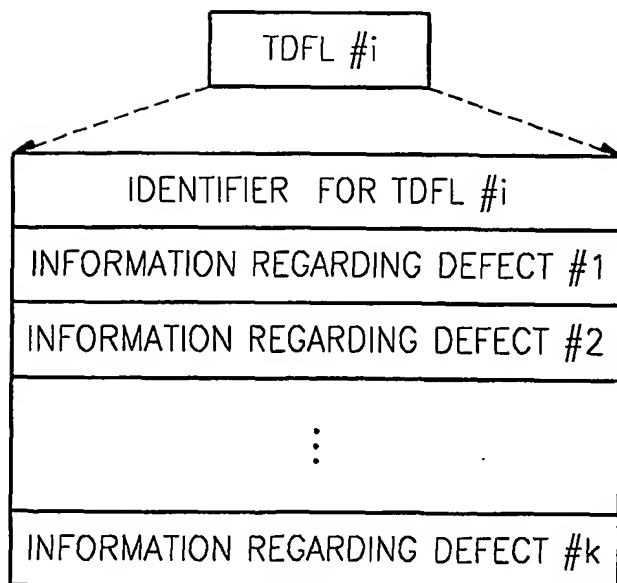 TDFL #i
IDENTIFIER FOR TDFL #i
INFORMATION REGARDING DEFECT #1
INFORMATION REGARDING DEFECT #2
⋮
INFORMATION REGARDING DEFECT #k